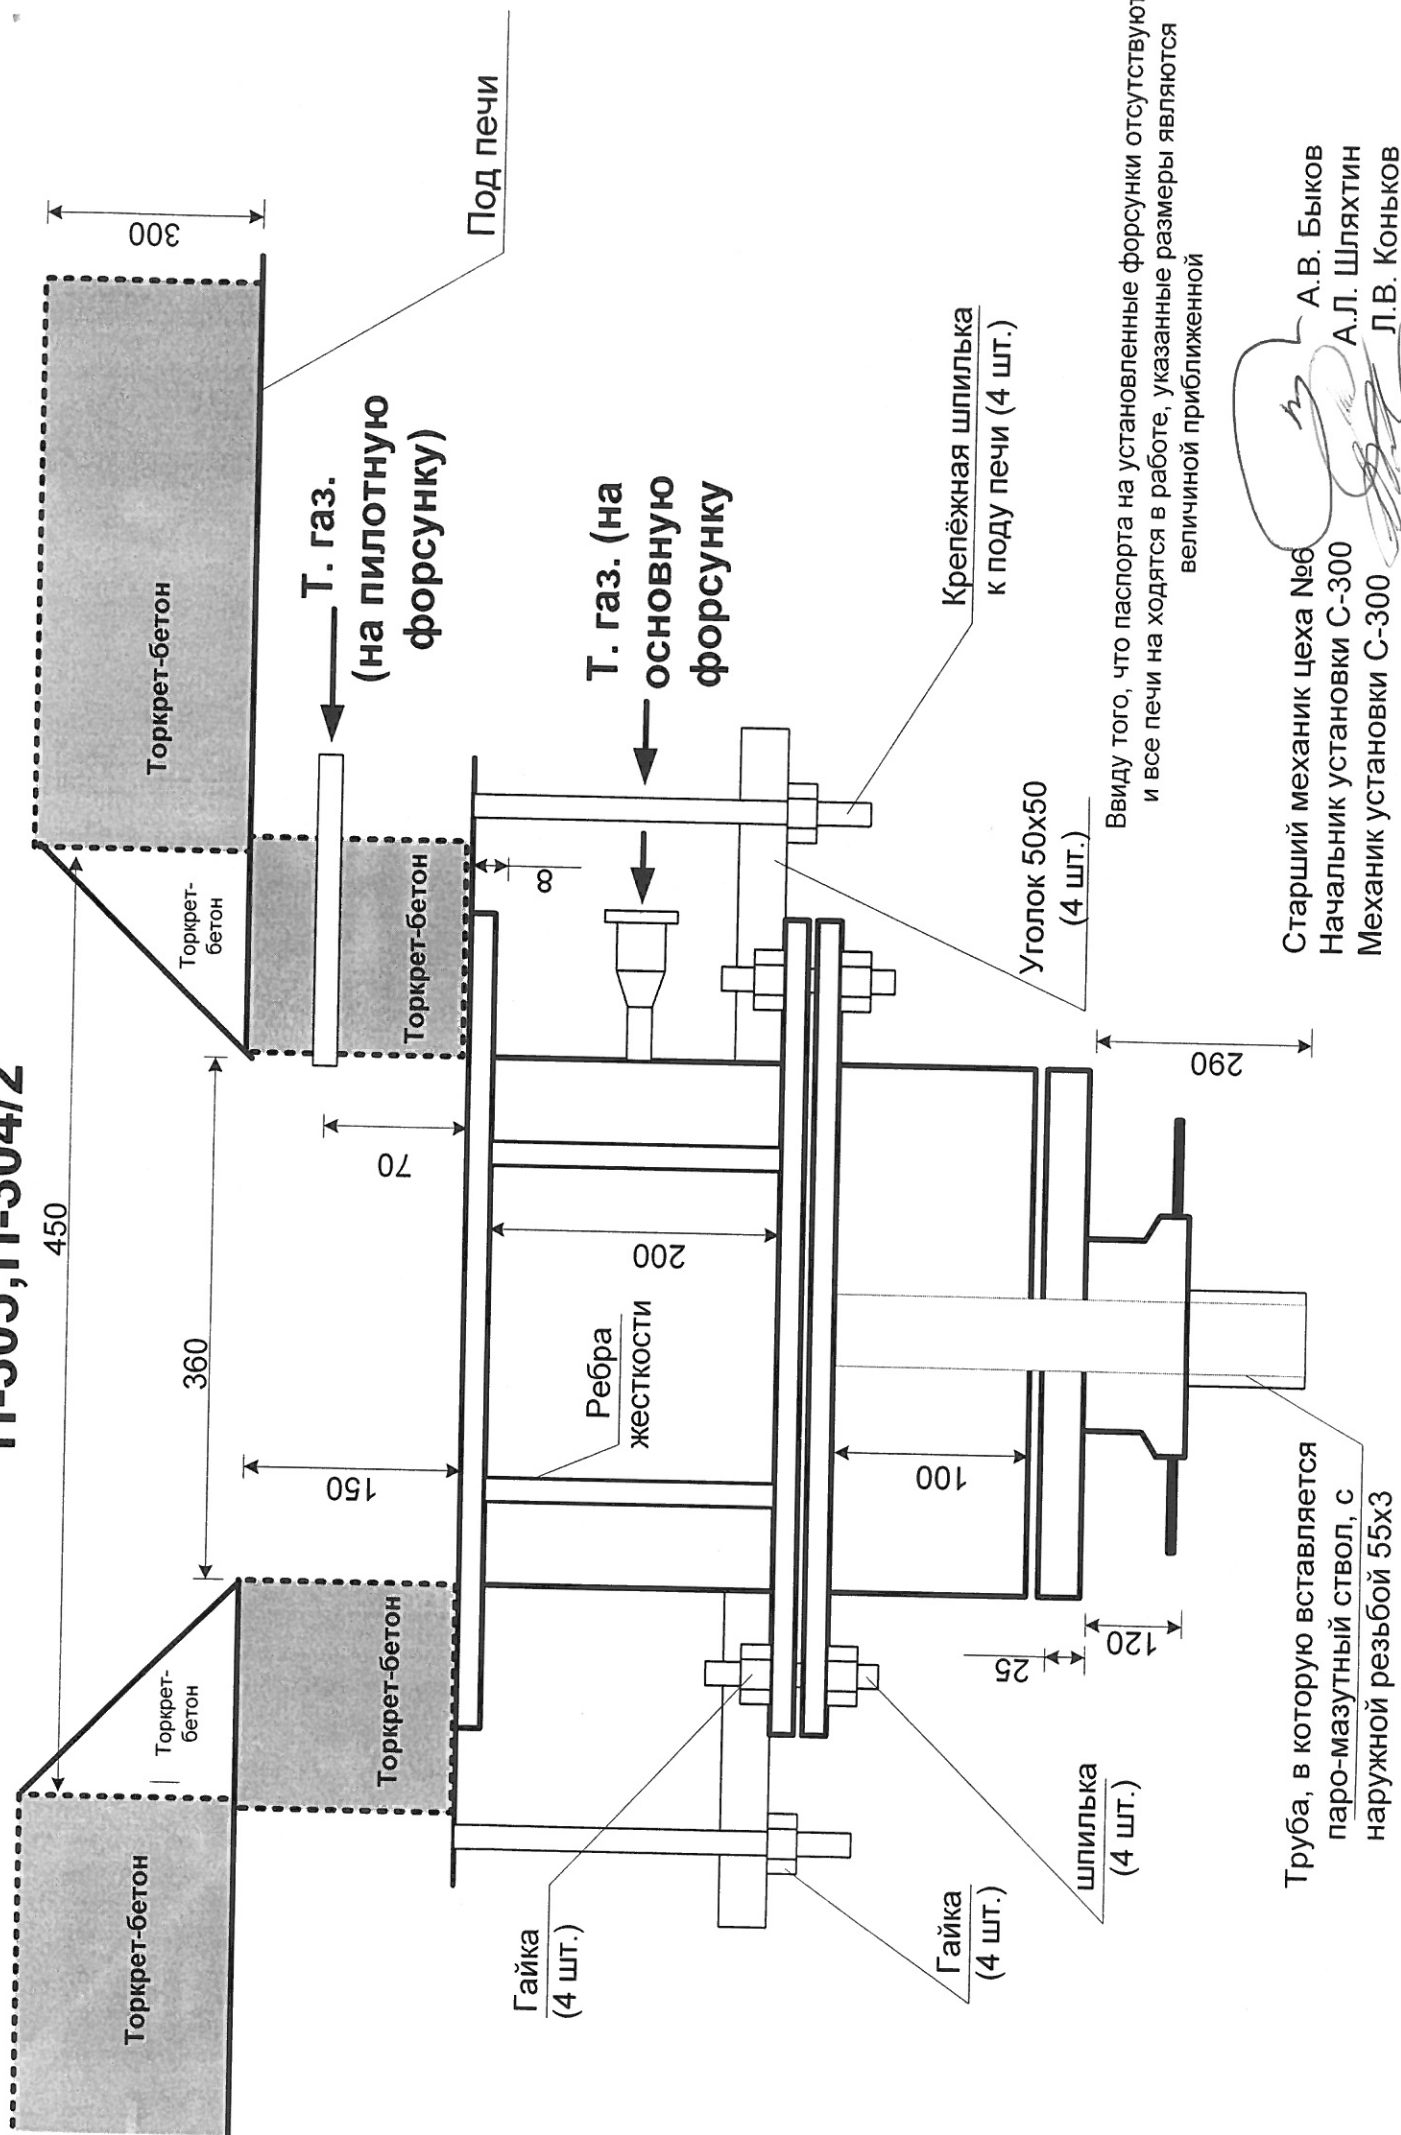 П-303,П-304/2
450
360
300
Торкрет-бетон
Торкрет-бетон
Торкрет-
бетон
Торкрет-
бетон
Торкрет-бетон
Торкрет-бетон
Под печи
Т. газ.
(на пилотную
форсунку)
Т. газ. (на
основную
форсунку
150
70
8
200
Ребра
жесткости
100
25
120
290
Гайка
(4 шт.)
Гайка
(4 шт.)
шпилька
(4 шт.)
Крепёжная шпилька
к поду печи (4 шт.)
Уголок 50х50
(4 шт.)
Труба, в которую вставляется
паро-мазутный ствол, с
наружной резьбой 55х3
Ввиду того, что паспорта на установленные форсунки отсутствуют
и все печи на ходятся в работе, указанные размеры являются
величиной приближенной
Старший механик цеха №6 А.В. Быков
Начальник установки С-300 А.Л. Шляхтин
Механик установки С-300 Л.В. Коньков